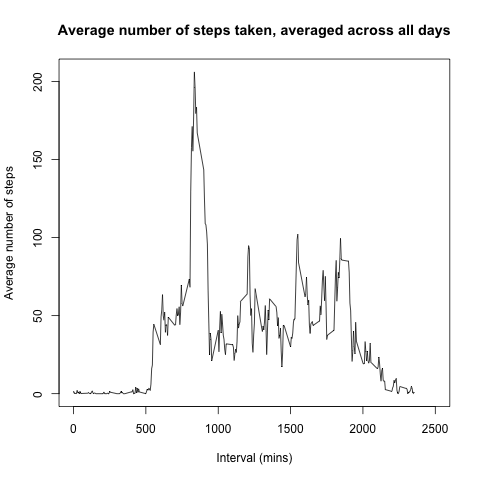 Average number of steps taken, averaged across all days
Average number of steps
200
150
100
50
0
0 500 1000 1500 2000 2500
Interval (mins)